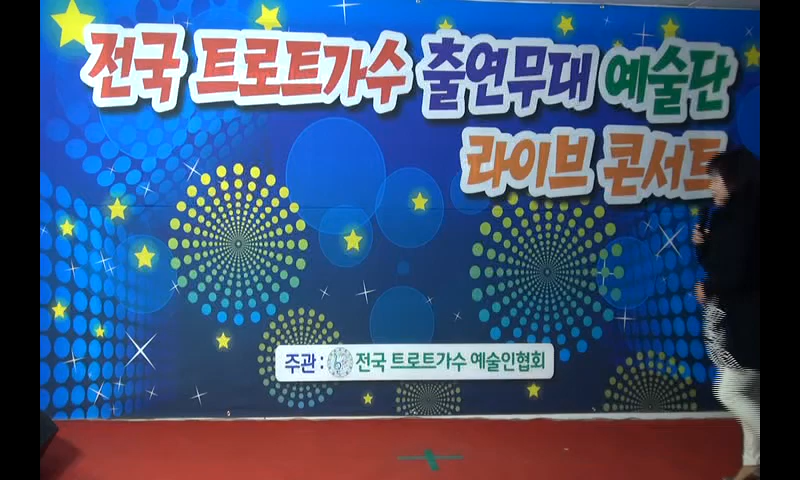 전국 트로트가수 출연무대 예술단
라이브 콘서트
주관 : 전국 트로트가수 예술인협회